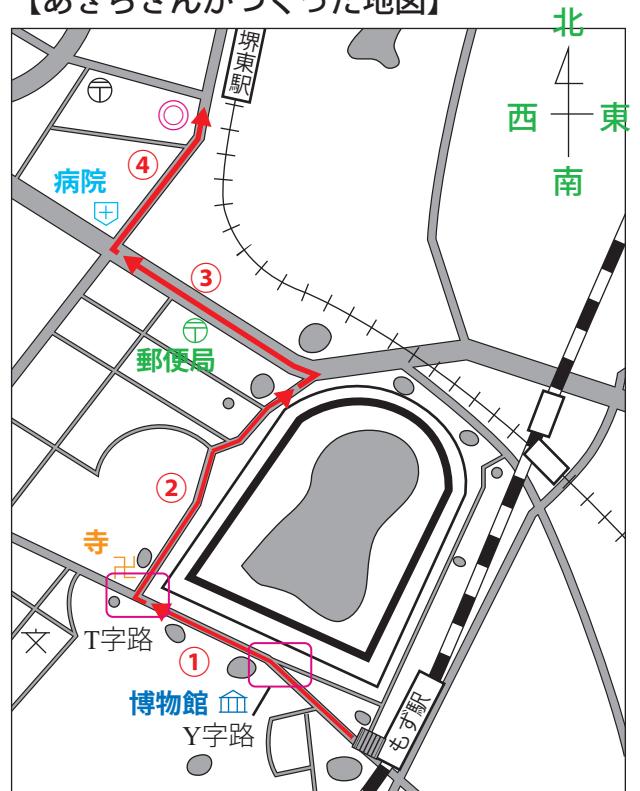 【あきらさんがつくった地図】
北
西 東
南
堺東駅
④
病院
③
郵便局
②
寺
T字路
①
博物館
Y字路
もず駅